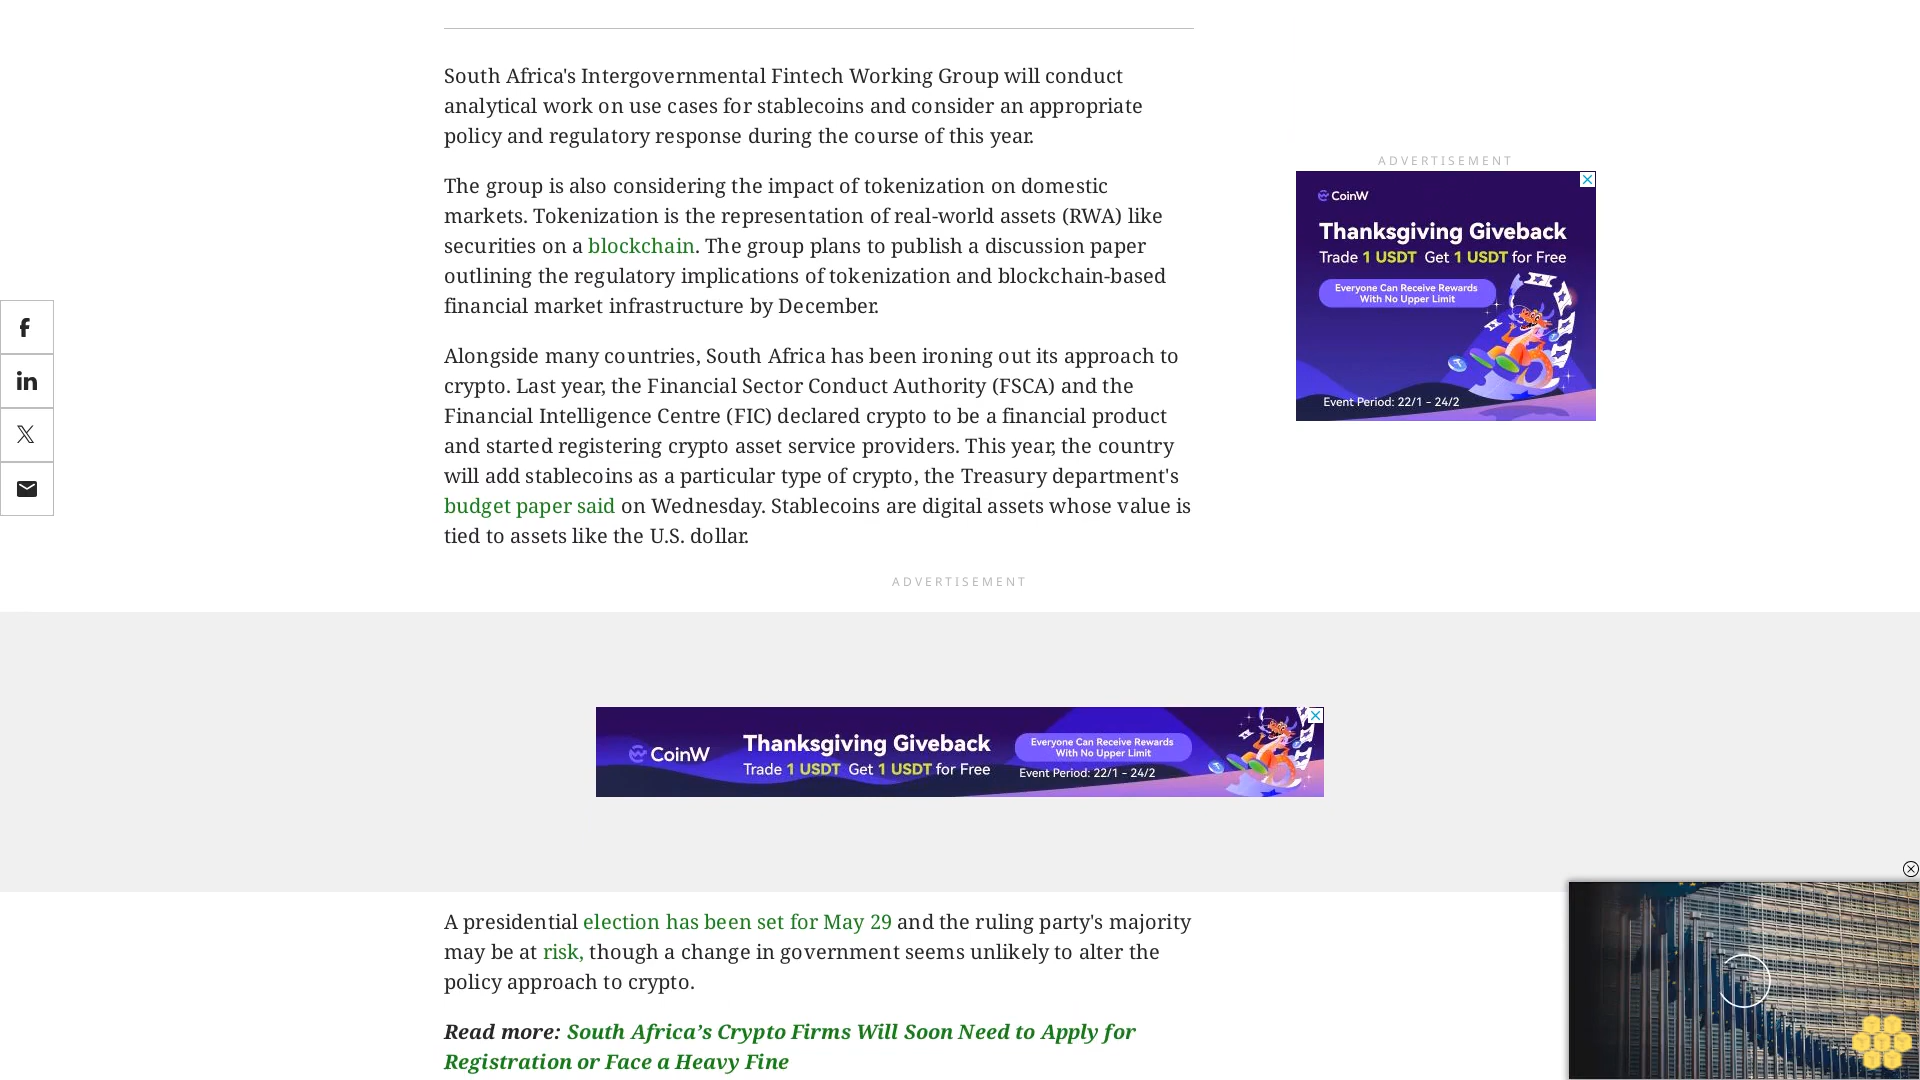 South Africa's Intergovernmental Fintech Working Group will conduct
analytical work on use cases for stablecoins and consider an appropriate
policy and regulatory response during the course of this year.
The group is also considering the impact of tokenization on domestic
markets. Tokenization is the representation of real-world assets (RWA) like
securities on a blockchain. The group plans to publish a discussion paper
outlining the regulatory implications of tokenization and blockchain-based
financial market infrastructure by December.
Alongside many countries, South Africa has been ironing out its approach to
crypto. Last year, the Financial Sector Conduct Authority (FSCA) and the
Financial Intelligence Centre (FIC) declared crypto to be a financial product
and started registering crypto asset service providers. This year, the country
will add stablecoins as a particular type of crypto, the Treasury department's
budget paper said on Wednesday. Stablecoins are digital assets whose value is
tied to assets like the U.S. dollar.
ADVERTISEMENT
CoinW
Thanksgiving Giveback
Trade 1 USDT Get 1 USDT for Free
Everyone Can Receive Rewards
With No Upper Limit
Event Period: 22/1 - 24/2
ADVERTISEMENT
CoinW
Thanksgiving Giveback
Trade 1 USDT Get 1 USDT for Free
Everyone Can Receive Rewards
With No Upper Limit
Event Period: 22/1 - 24/2
A presidential election has been set for May 29 and the ruling party's majority
may be at risk, though a change in government seems unlikely to alter the
policy approach to crypto.
Read more: South Africa’s Crypto Firms Will Soon Need to Apply for
Registration or Face a Heavy Fine